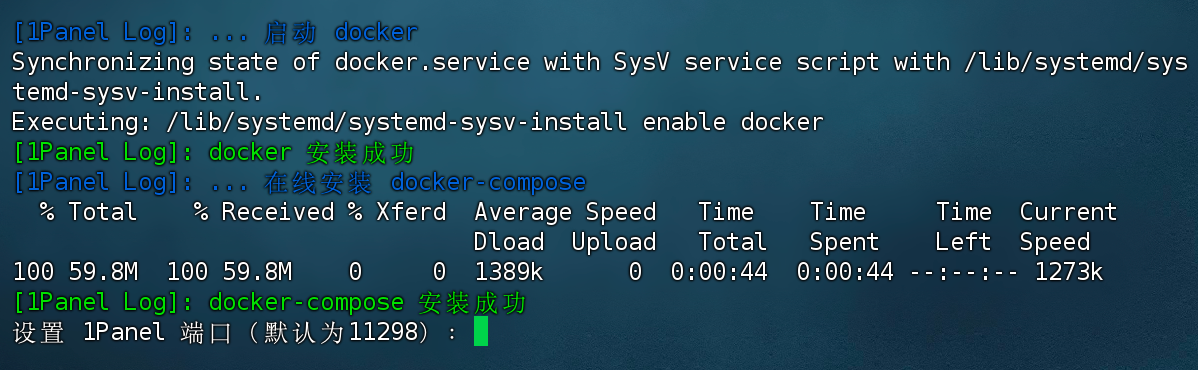 [1Panel Log]: ... 启动 docker
Synchronizing state of docker.service with SysV service script with /lib/systemd/sys
temd-sysv-install.
Executing: /lib/systemd/systemd-sysv-install enable docker
[1Panel Log]: docker 安装成功
[1Panel Log]: ... 在线安装 docker-compose
% Total % Received % Xferd Average Speed Time Time Time Current
Dload Upload Total Spent Left Speed
100 59.8M 100 59.8M 0 0 1389k 0 0:00:44 0:00:44 --:--:-- 1273k
[1Panel Log]: docker-compose 安装成功
设置 1Panel 端口（默认为11298）：